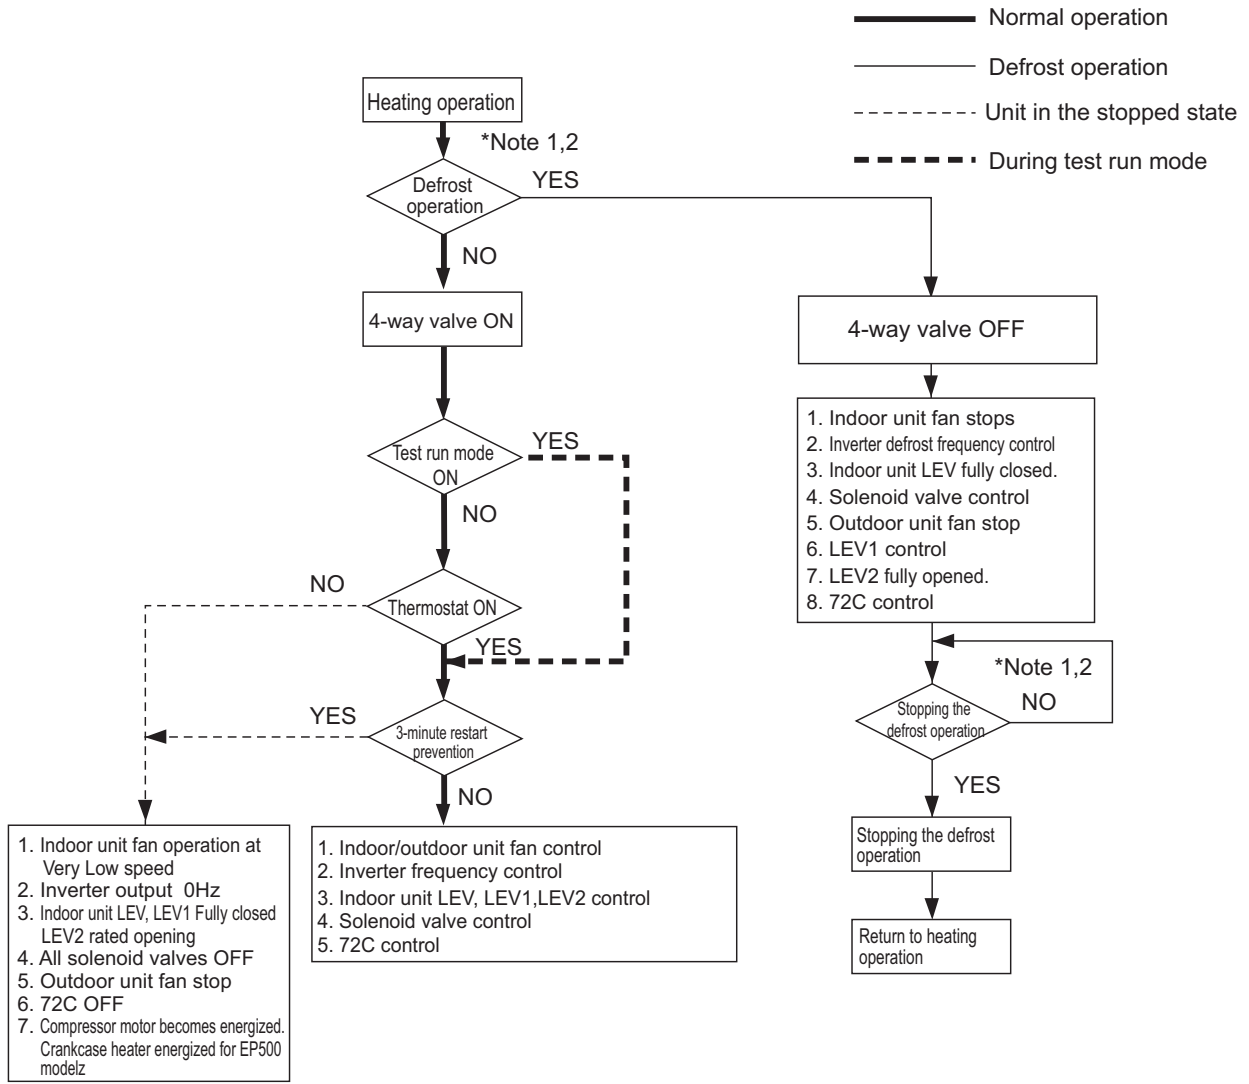 Normal operation
Defrost operation
Unit in the stopped state
During test run mode
Heating operation
*Note 1,2
Defrost
operation
YES
NO
4-way valve ON
4-way valve OFF
Test run mode
ON
YES
NO
Thermostat ON
NO
YES
3-minute restart
prevention
YES
NO
1. Indoor unit fan stops
2. Inverter defrost frequency control
3. Indoor unit LEV fully closed.
4. Solenoid valve control
5. Outdoor unit fan stop
6. LEV1 control
7. LEV2 fully opened.
8. 72C control
*Note 1,2
NO
Stopping the
defrost operation
YES
Stopping the defrost
operation
Return to heating
operation
1. Indoor unit fan operation at
Very Low speed
2. Inverter output 0Hz
3. Indoor unit LEV, LEV1 Fully closed
LEV2 rated opening
4. All solenoid valves OFF
5. Outdoor unit fan stop
6. 72C OFF
7. Compressor motor becomes energized.
Crankcase heater energized for EP500
modelz
1. Indoor/outdoor unit fan control
2. Inverter frequency control
3. Indoor unit LEV, LEV1,LEV2 control
4. Solenoid valve control
5. 72C control